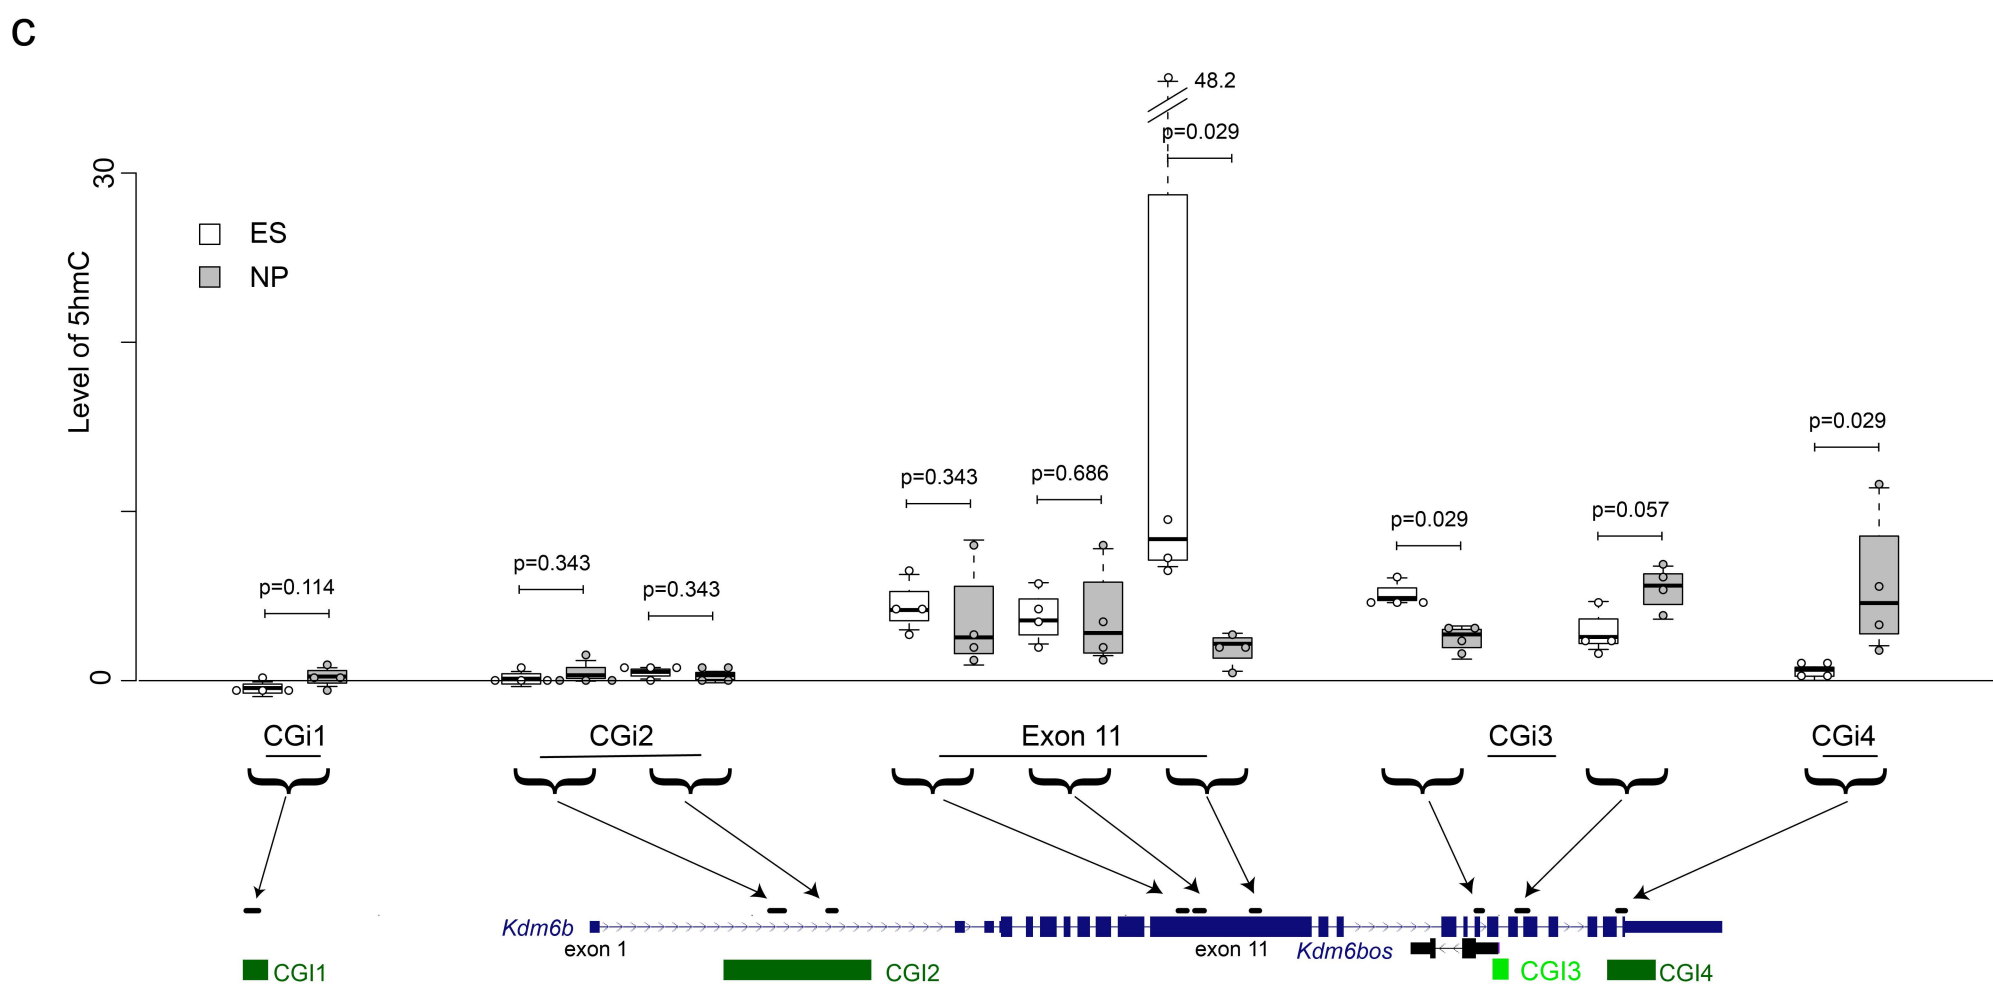 c
48.2
p=0.029
30
ES
Level of 5hmC
NP
p=0.029
p=0.343
p=0.686
p=0.029
p=0.057
p=0.343
p=0.114
p=0.343
0
CGi1
CGi2
Exon 11
CGi3
CGi4
Kdm6b
exon 1
exon 11
Kdm6bos
CGI1
CGI2
CGI3
CGI4